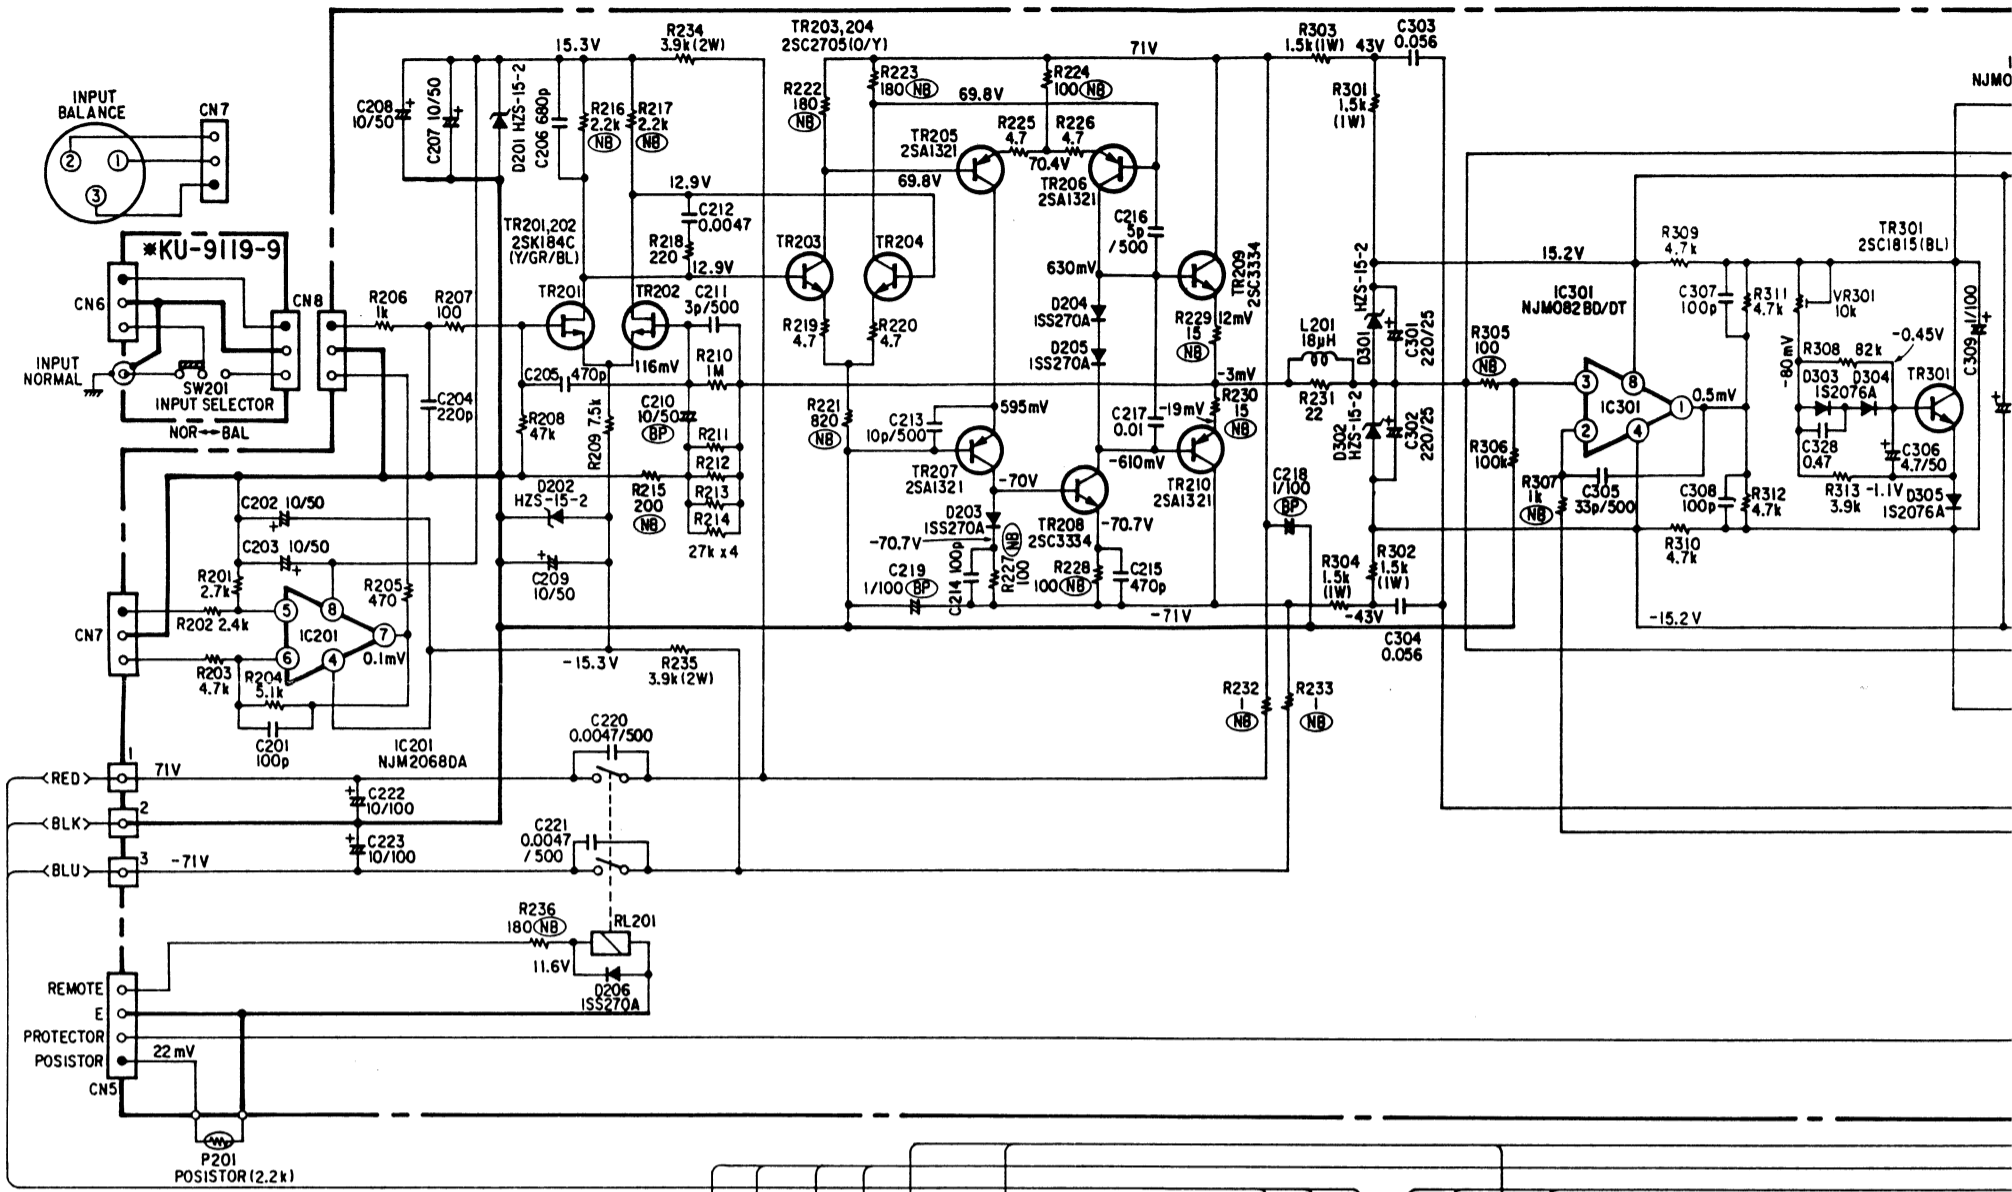 R234
3.9k(2W)
15.3V
TR203,204
2SC2705(O/Y)
71V
R303
1.5k(1W)
43V
C303
0.056
NJMO
INPUT
BALANCE
CN7
2
1
3
C208
10/50
C207 10/50
D201 HZS-15-2
C206 680p
R216
2.2k
NB
R217
2.2k
NB
R222
180
NB
R223
180 NB
R224
100 NB
69.8V
R225
4.7
R226
4.7
TR205
2SA1321
70.4V
TR206
2SA1321
69.8V
R301
1.5k
(1W)
12.9V
C212
0.0047
R218
220
12.9V
C216
5p
/500
※KU-9119-9
CN6
CN8
TR201,202
2SK184C
(Y/GR/BL)
TR203
TR204
630mV
TR209
2SC3334
HZS-15-2
15.2V
R309
4.7k
TR301
2SC1815(BL)
R206
1k
R207
100
TR201
TR202
C211
3p/500
R219
4.7
R220
4.7
D204
1SS270A
D205
1SS270A
R229
15
NB
12mV
L201
18μH
D301
C301
220/25
IC301
NJM082BD/DT
C307
100p
R311
4.7k
VR301
10k
-0.45V
C309 1/100
INPUT
NORMAL
SW201
INPUT SELECTOR
NOR↔BAL
C204
220p
C205
470p
116mV
R210
1M
C210
10/50
BP
R208
47k
R209 7.5k
R211
R212
R213
R214
27k x4
R215
200
NB
R221
820
NB
C213
10p/500
595mV
TR207
2SA1321
-70V
C217
0.01
-3mV
-19mV
R230
15
NB
-610mV
TR210
2SA1321
R231
22
D302
HZS-15-2
C302
220/25
R305
100
NB
R306
100k
3
8
IC301
1
2
4
0.5mV
-80mV
R308
82k
D303
D304
1S2076A
TR301
C328
0.47
C306
4.7/50
R313
3.9k
-1.1V
D305
1S2076A
R307
1k
NB
C305
33p/500
C308
100p
R312
4.7k
R310
4.7k
C202 10/50
C203 10/50
R201
2.7k
R202 2.4k
CN7
R203
4.7k
R204
5.1k
C201
100p
5
8
IC201
7
6
4
0.1mV
R205
470
IC201
NJM2068DA
D202
HZS-15-2
C209
10/50
-15.3V
R235
3.9k(2W)
D203
1SS270A
-70.7V
C219
1/100 BP
C214 100p
R227
100
NB
TR208
2SC3334
-70.7V
R228
100 NB
C215
470p
C218
1/100
BP
-71V
R304
1.5k
(1W)
R302
1.5k
(1W)
-43V
C304
0.056
-15.2V
R232
1
NB
R233
1
NB
C220
0.0047/500
C221
0.0047
/500
1
<RED>
71V
C222
10/100
2
<BLK>
C223
10/100
3
<BLU>
-71V
R236
180 NB
RL201
11.6V
D206
1SS270A
REMOTE
E
PROTECTOR
POSISTOR
22mV
CN5
P201
POSISTOR(2.2k)